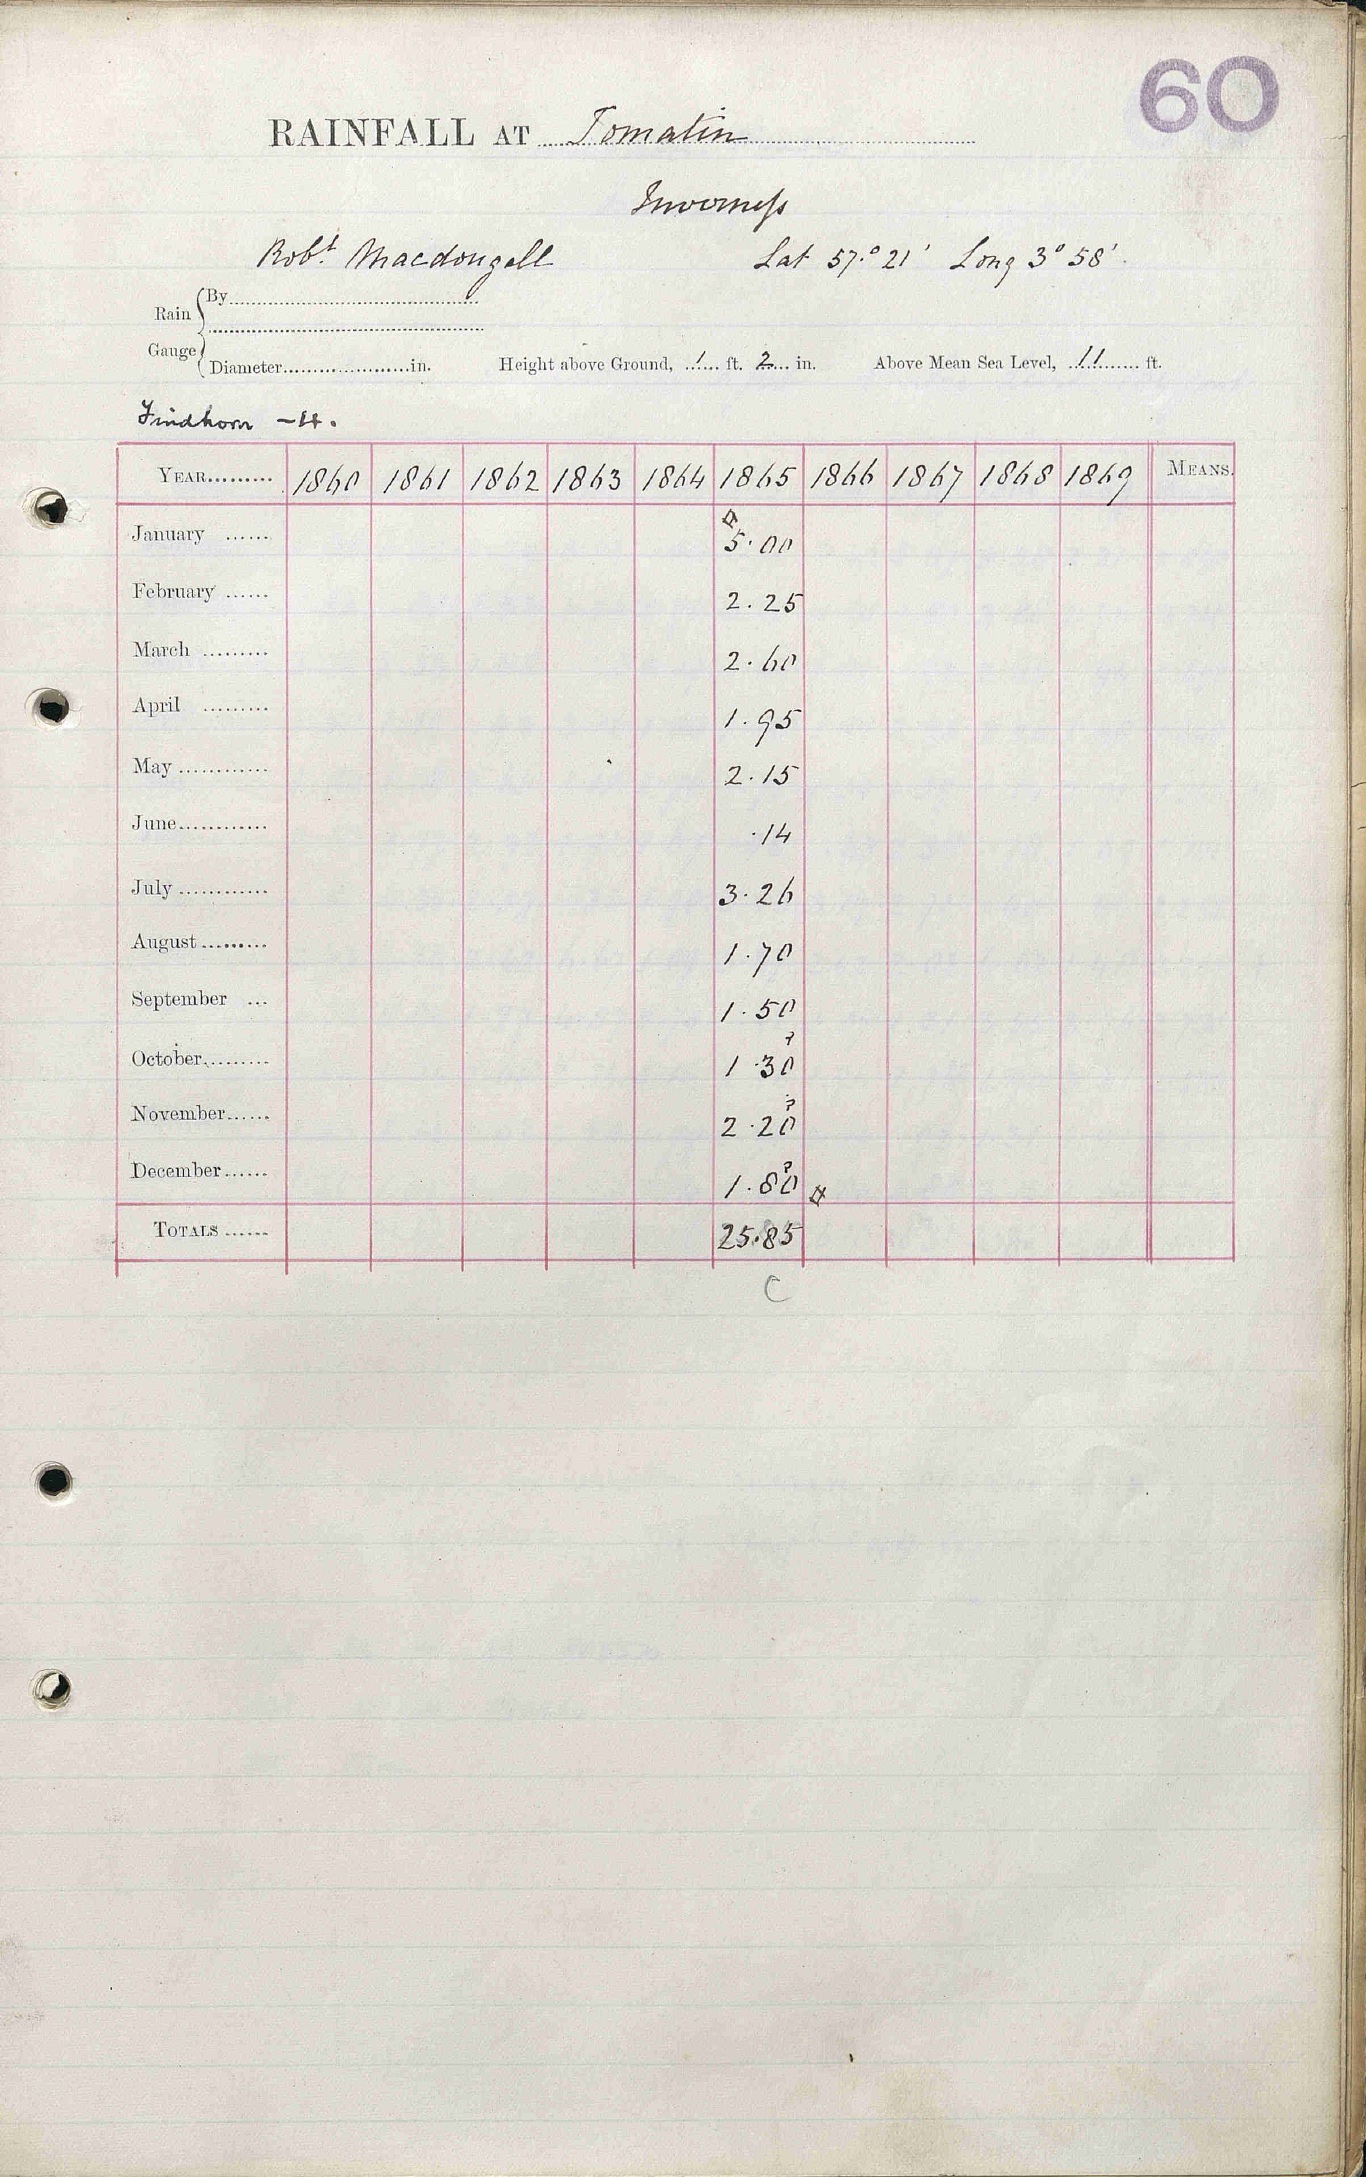 60
RAINFALL AT Tomatin
Inverness
Robt Macdougall Lat 57.° 21' Long 3° 58'
Rain Gauge { By
Diameter in. Height above Ground, 1 ft. 2 in. Above Mean Sea Level, 11 ft.
Findhorn -H.
YEAR 1860 1861 1862 1863 1864 1865 1866 1867 1868 1869 MEANS.
January 5.00
February 2.25
March 2.60
April 1.95
May 2.15
June .14
July 3.26
August 1.70
September 1.50
October 1.30 ?
November 2.20 ?
December 1.80 ?
TOTALS 25.85
C